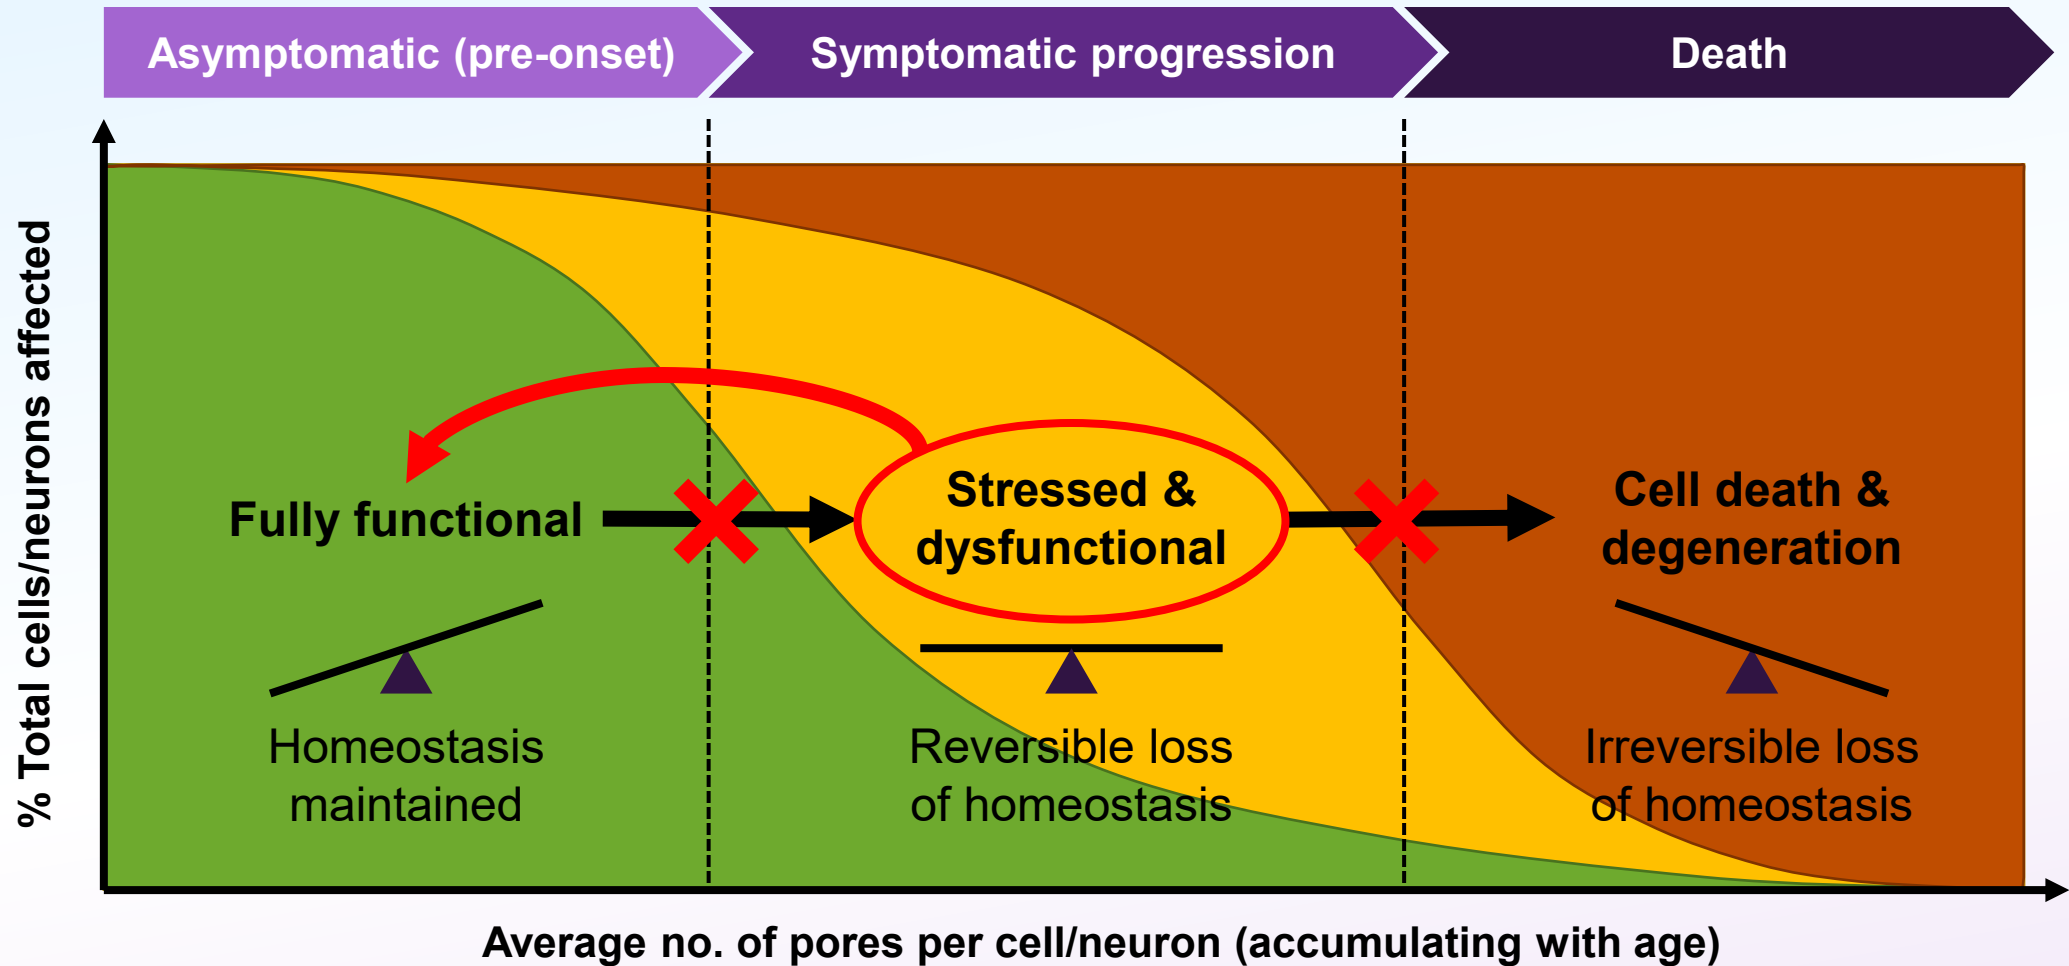 Asymptomatic (pre-onset)
Symptomatic progression
Death
% Total cells/neurons affected
Fully functional
Stressed &
dysfunctional
Cell death &
degeneration
Homeostasis
maintained
Reversible loss
of homeostasis
Irreversible loss
of homeostasis
Average no. of pores per cell/neuron (accumulating with age)